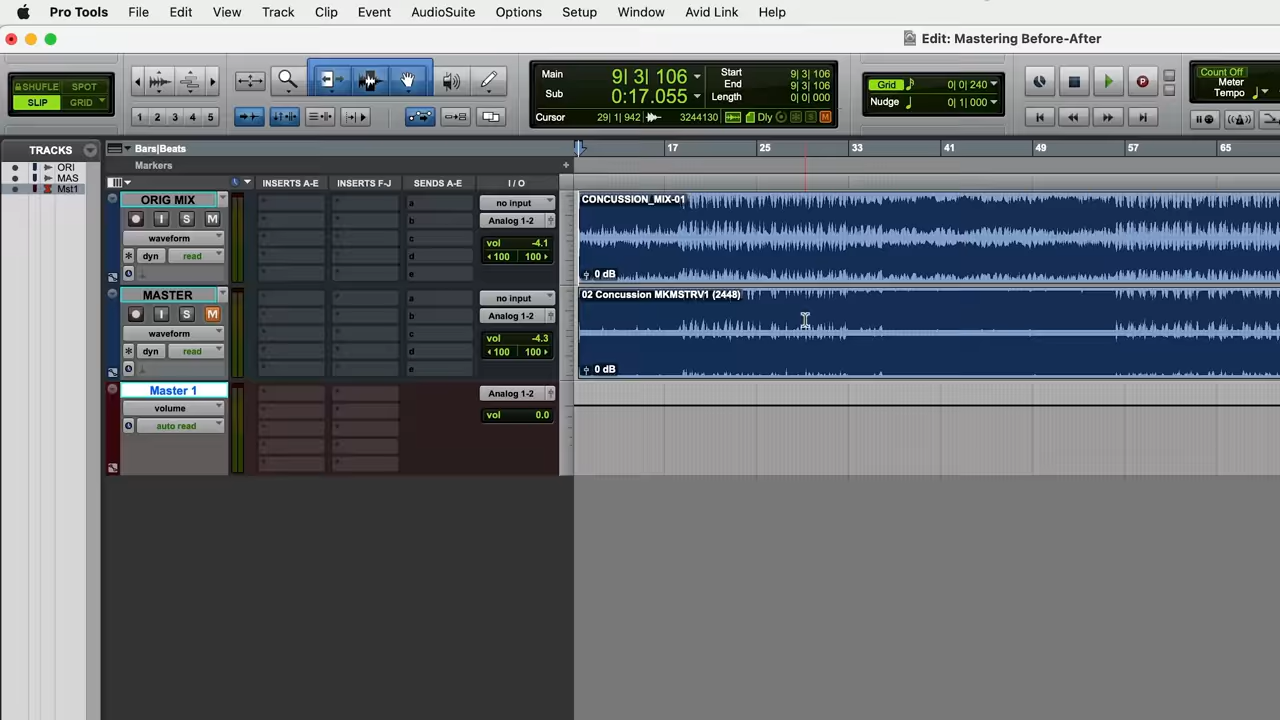 Pro Tools File Edit View Track Clip Event AudioSuite Options Setup Window Avid Link Help
Edit: Mastering Before-After
SHUFFLE SPOT
SLIP GRID
1 2 3 4 5
Main 9| 3| 106
Sub 0:17.055
Start 9| 3| 106
End 9| 3| 106
Length 0| 0| 000
Cursor 29| 1| 942 3244130 Dly M
Grid 0| 0| 240
Nudge 0| 1| 000
P
Count Off
Meter
Tempo
TRACKS
ORI
MAS
Mst1
Bars|Beats 17 25 33 41 49 57 65
Markers
INSERTS A-E INSERTS F-J SENDS A-E I / O
ORIG MIX
I S M
waveform
dyn read
a
b
c
d
e
no input
Analog 1-2
vol -4.1
100 100
CONCUSSION_MIX-01
0 dB
MASTER
I S M
waveform
dyn read
a
b
c
d
e
no input
Analog 1-2
vol -4.3
100 100
02 Concussion MKMSTRV1 (2448)
0 dB
Master 1
volume
auto read
Analog 1-2
vol 0.0